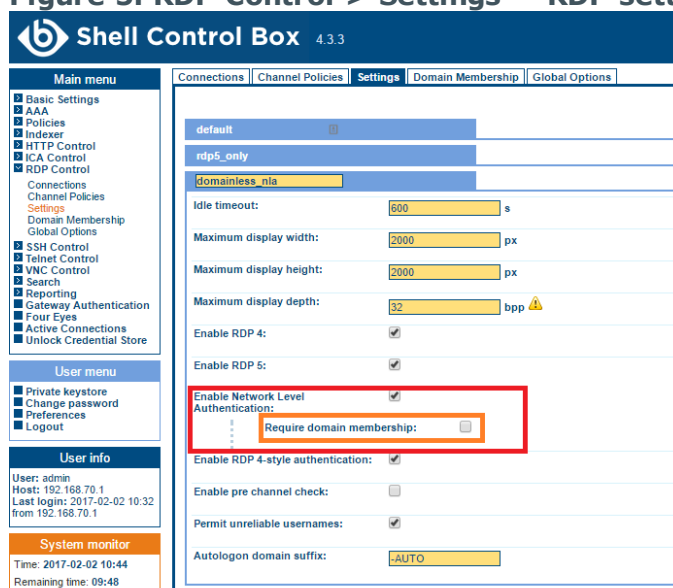 Shell Control Box 4.3.3
Main menu
Basic Settings
AAA
Policies
Indexer
HTTP Control
ICA Control
RDP Control
Connections
Channel Policies
Settings
Domain Membership
Global Options
SSH Control
Telnet Control
VNC Control
Search
Reporting
Gateway Authentication
Four Eyes
Active Connections
Unlock Credential Store
User menu
Private keystore
Change password
Preferences
Logout
User info
User: admin
Host: 192.168.70.1
Last login: 2017-02-02 10:32
from 192.168.70.1
System monitor
Time: 2017-02-02 10:44
Remaining time: 09:48
Connections Channel Policies Settings Domain Membership Global Options
default
rdp5_only
domainless_nla
Idle timeout: 600 s
Maximum display width: 2000 px
Maximum display height: 2000 px
Maximum display depth: 32 bpp
Enable RDP 4:
Enable RDP 5:
Enable Network Level
Authentication:
Require domain membership:
Enable RDP 4-style authentication:
Enable pre channel check:
Permit unreliable usernames:
Autologon domain suffix: -AUTO